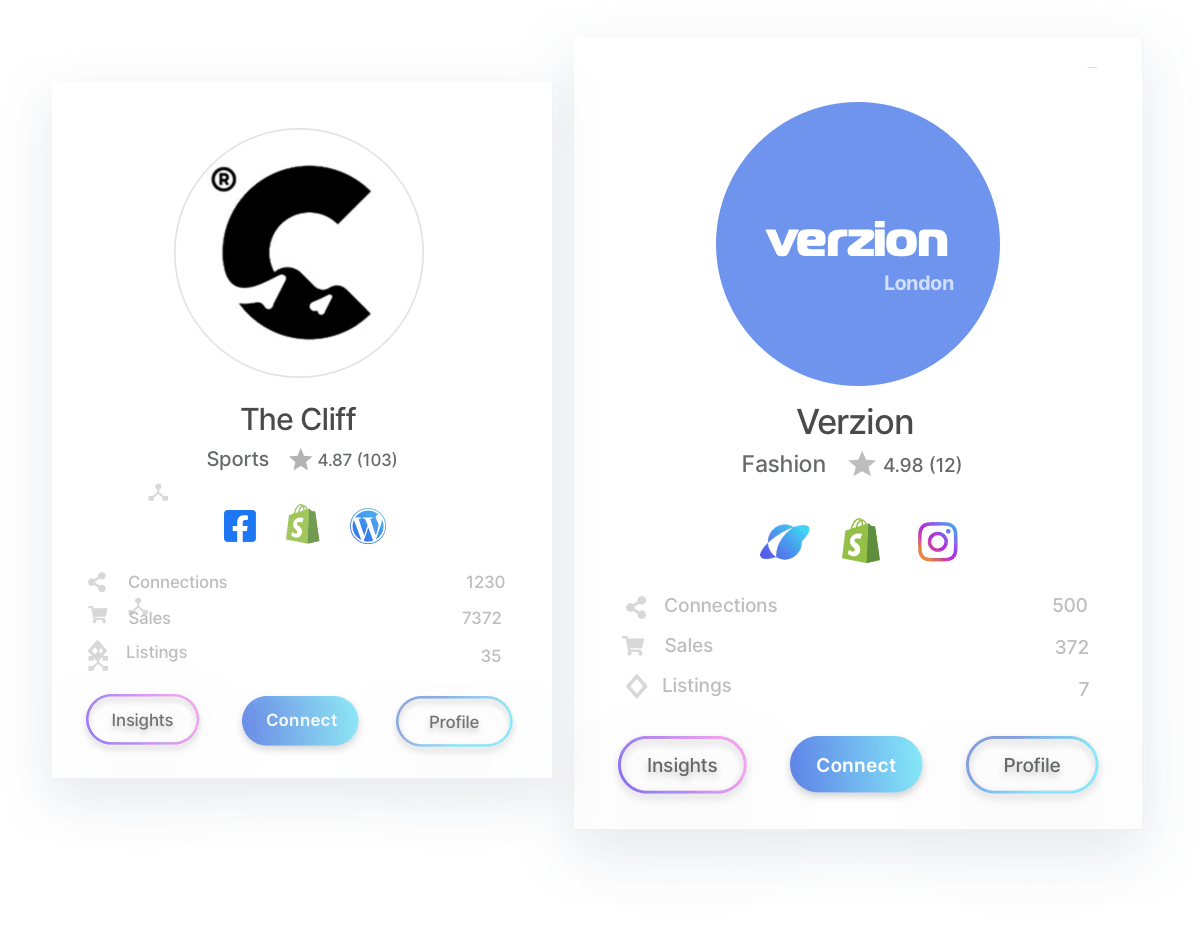 ®
The Cliff
Sports 4.87 (103)
Connections 1230
Sales 7372
Listings 35
Insights Connect Profile
verzion
London
Verzion
Fashion 4.98 (12)
Connections 500
Sales 372
Listings 7
Insights Connect Profile